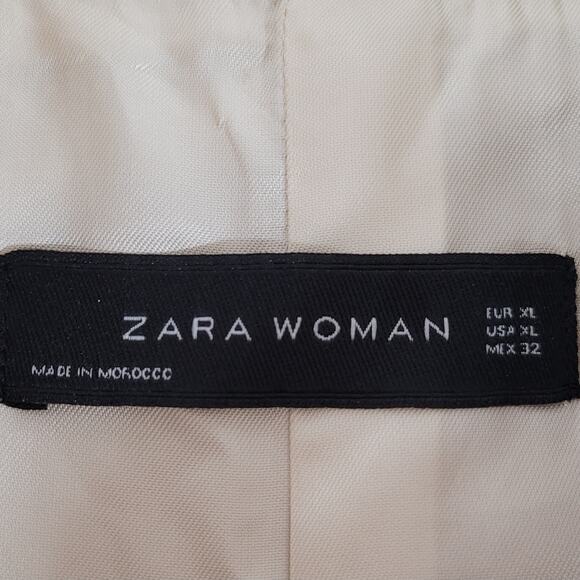 ZARA WOMAN
EUR XL
USA XL
MEX 32
MADE IN MOROCCO